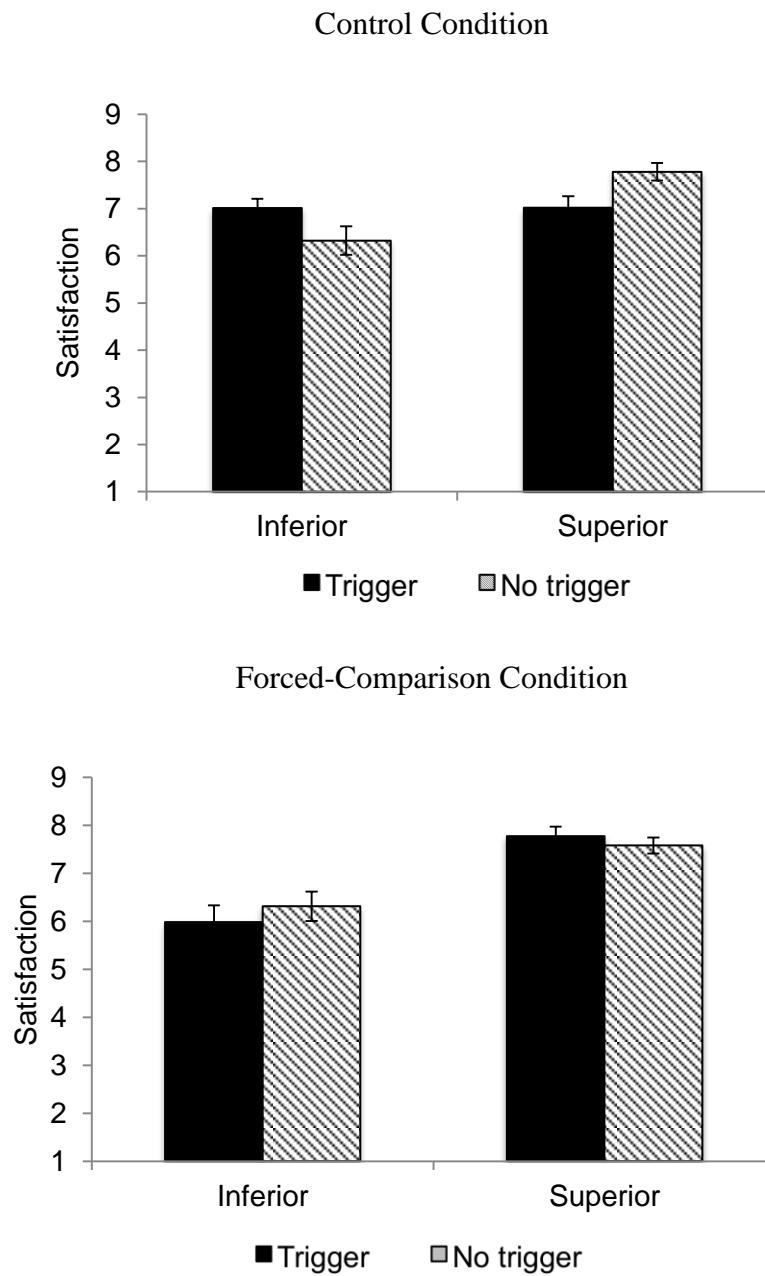 Control Condition
9
8
7
6
5
4
3
2
1
Satisfaction
Inferior Superior
Trigger No trigger
Forced-Comparison Condition
9
8
7
6
5
4
3
2
1
Satisfaction
Inferior Superior
Trigger No trigger